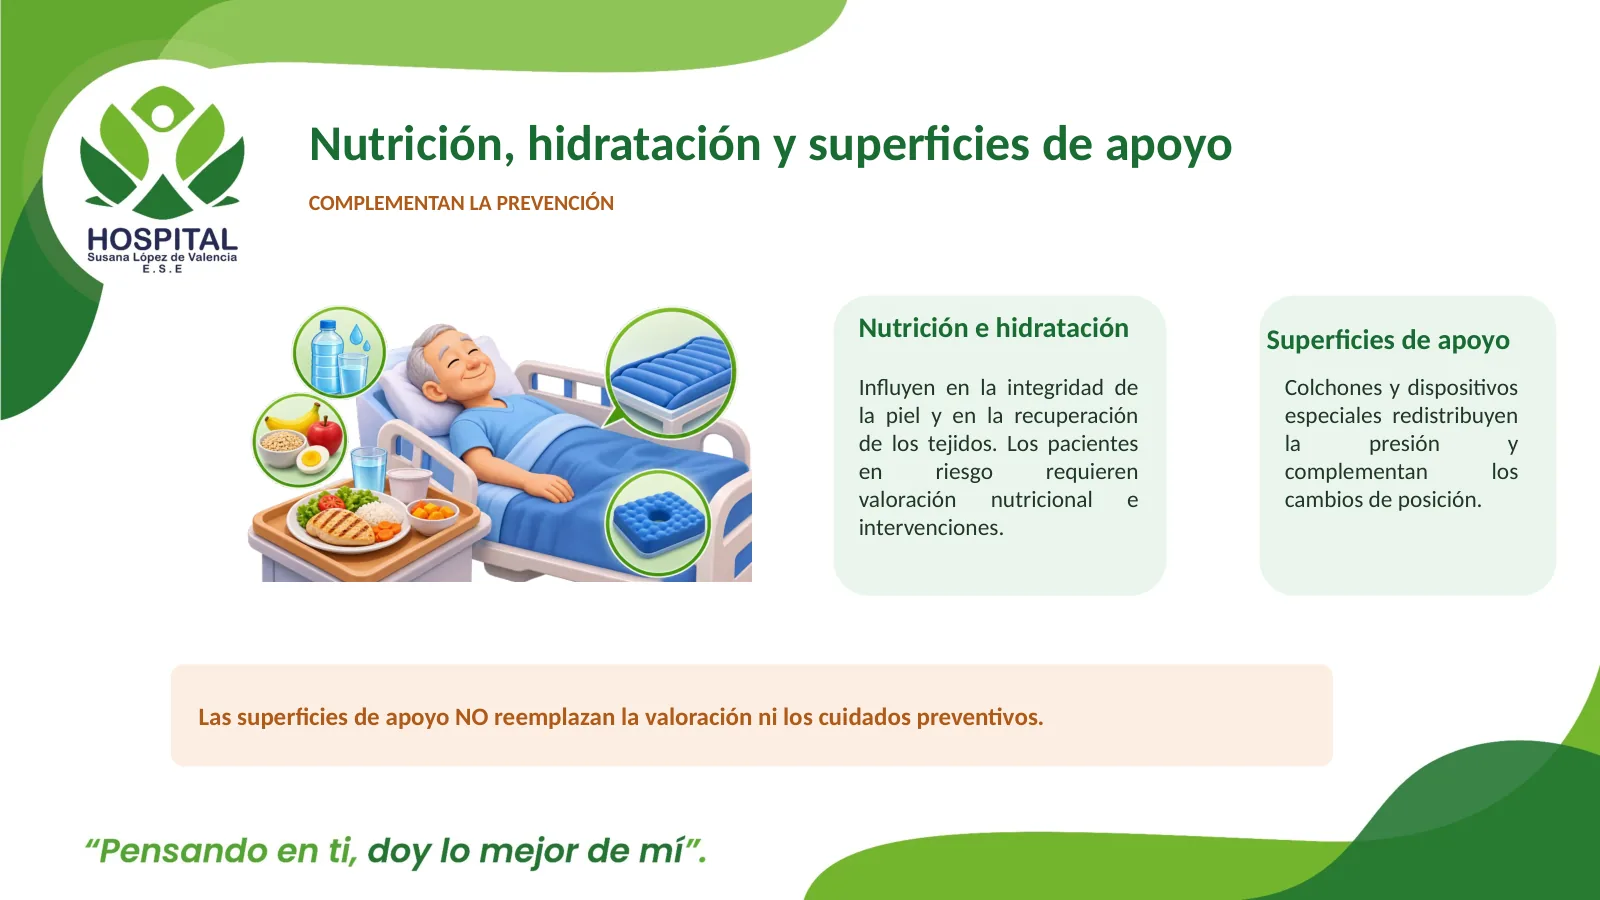 HOSPITAL
Susana López de Valencia
E.S.E
Nutrición, hidratación y superficies de apoyo
COMPLEMENTAN LA PREVENCIÓN
Nutrición e hidratación
Influyen en la integridad de
la piel y en la recuperación
de los tejidos. Los pacientes
en riesgo requieren
valoración nutricional e
intervenciones.
Superficies de apoyo
Colchones y dispositivos
especiales redistribuyen
la presión y
complementan los
cambios de posición.
Las superficies de apoyo NO reemplazan la valoración ni los cuidados preventivos.
“Pensando en ti, doy lo mejor de mí”.